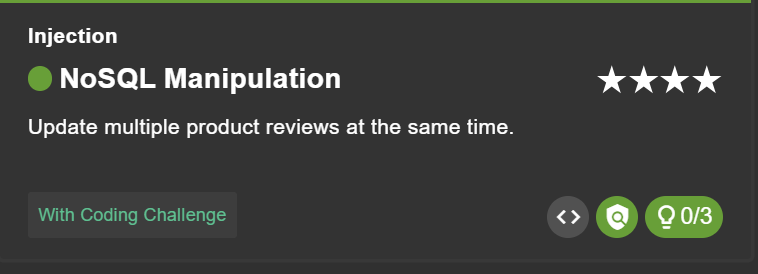 Injection
NoSQL Manipulation
Update multiple product reviews at the same time.
With Coding Challenge
0/3